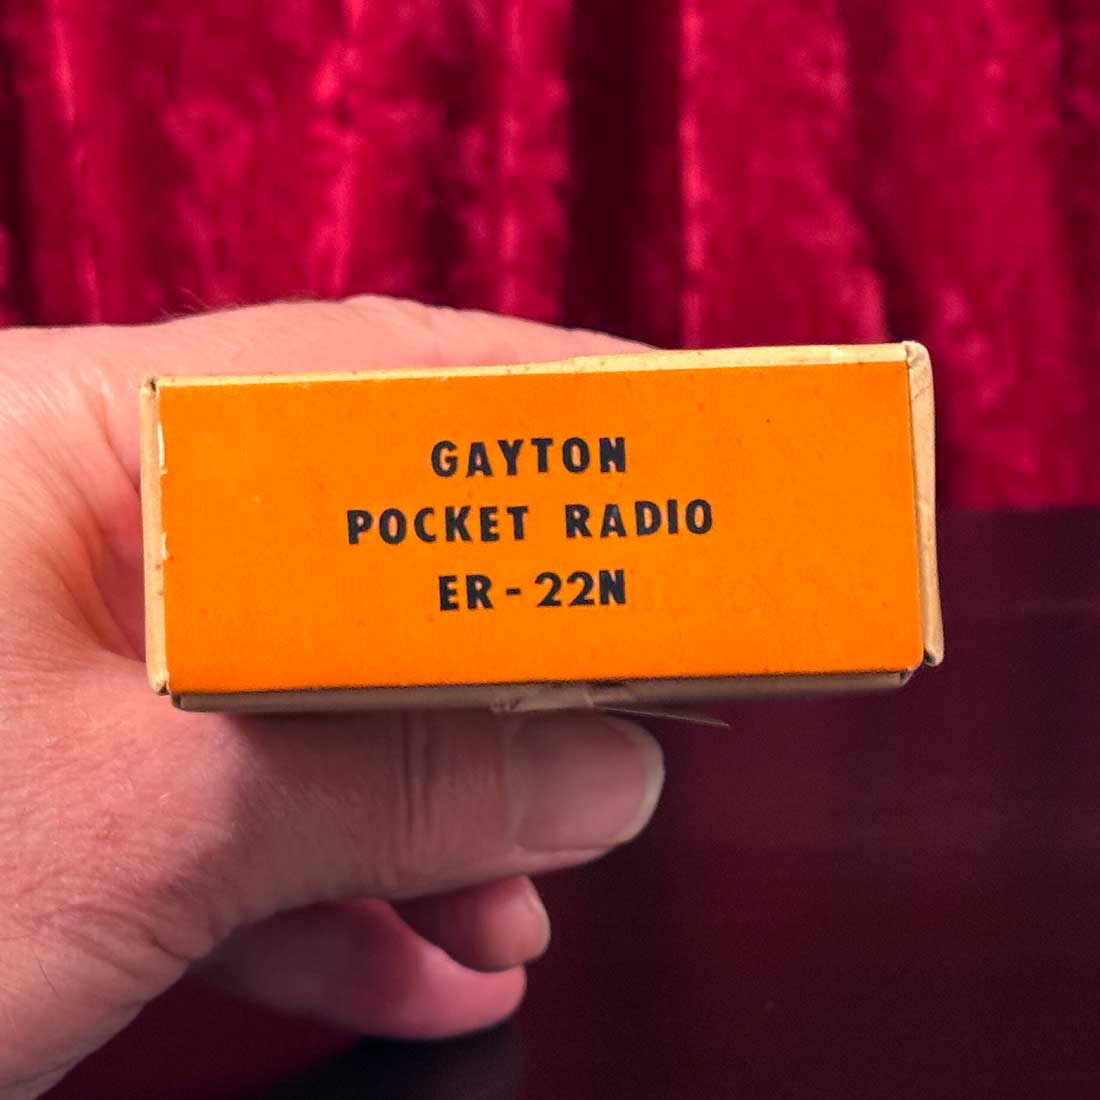 GAYTON
POCKET RADIO
ER-22N